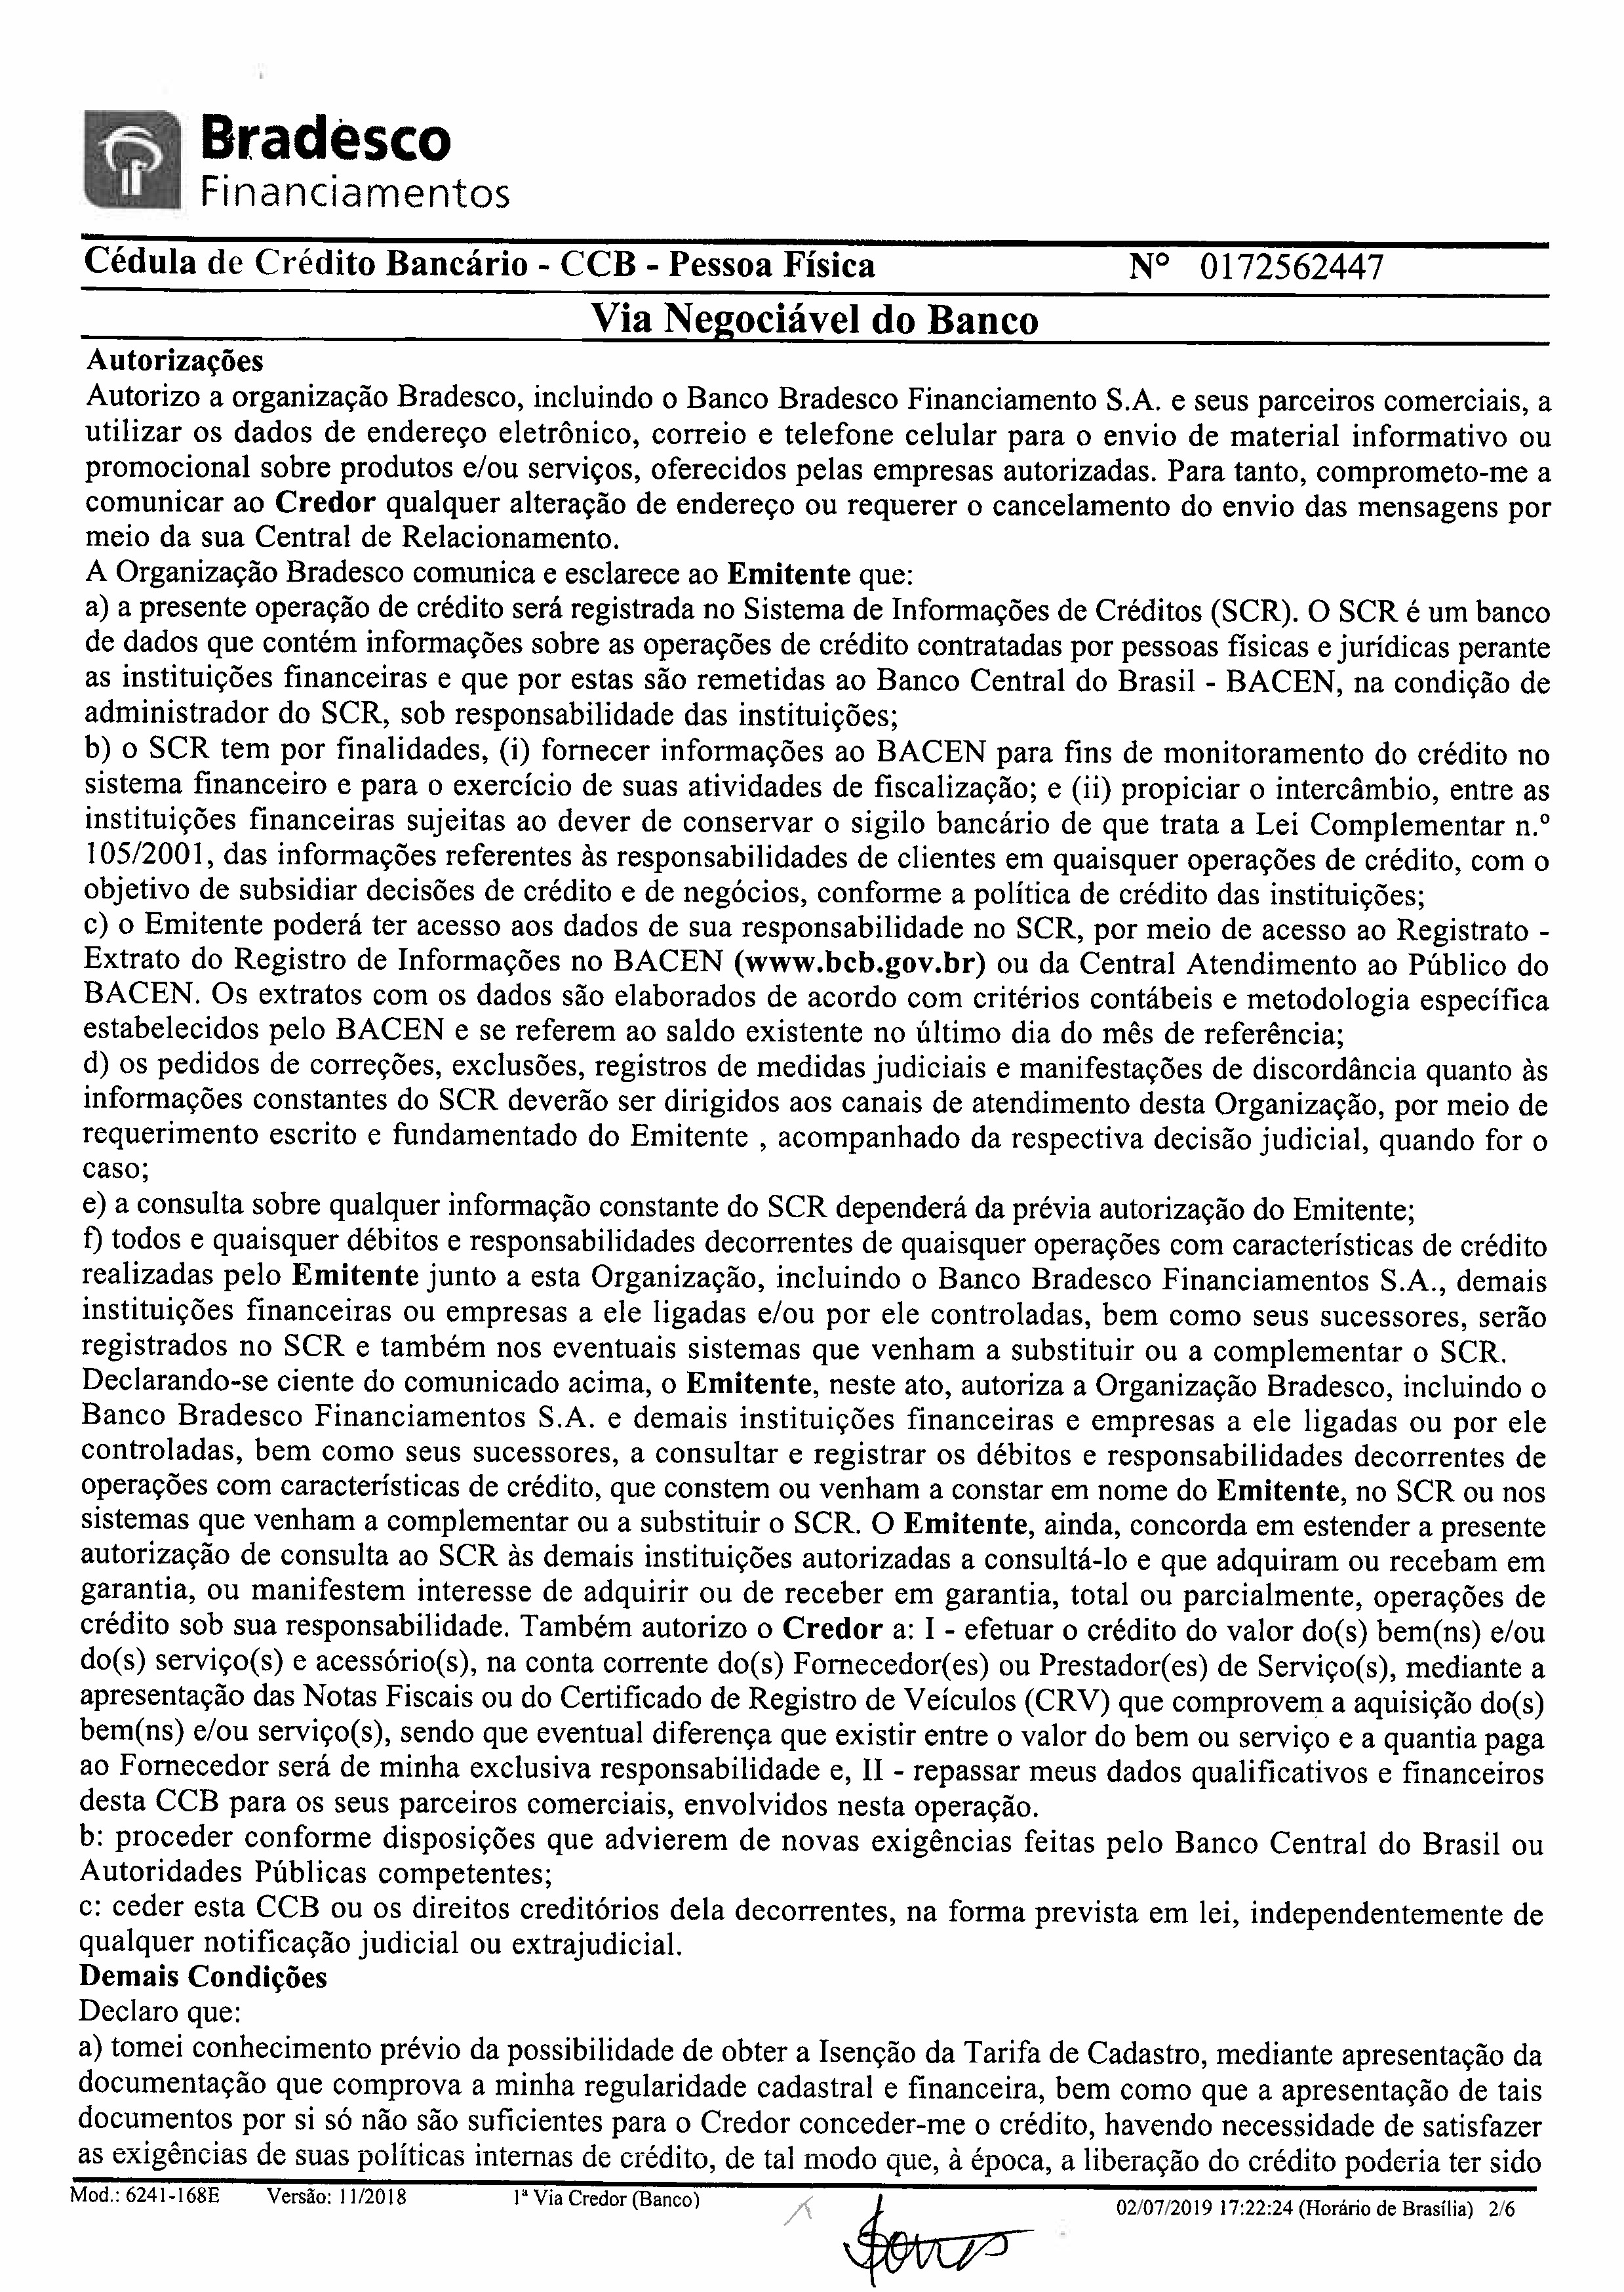 Bradesco
Financiamentos
Cédula de Crédito Bancário - CCB - Pessoa Física Nº 0172562447
Via Negociável do Banco
Autorizações
Autorizo a organização Bradesco, incluindo o Banco Bradesco Financiamento S.A. e seus parceiros comerciais, a
utilizar os dados de endereço eletrônico, correio e telefone celular para o envio de material informativo ou
promocional sobre produtos e/ou serviços, oferecidos pelas empresas autorizadas. Para tanto, comprometo-me a
comunicar ao Credor qualquer alteração de endereço ou requerer o cancelamento do envio das mensagens por
meio da sua Central de Relacionamento.
A Organização Bradesco comunica e esclarece ao Emitente que:
a) a presente operação de crédito será registrada no Sistema de Informações de Créditos (SCR). O SCR é um banco
de dados que contém informações sobre as operações de crédito contratadas por pessoas físicas e jurídicas perante
as instituições financeiras e que por estas são remetidas ao Banco Central do Brasil - BACEN, na condição de
administrador do SCR, sob responsabilidade das instituições;
b) o SCR tem por finalidades, (i) fornecer informações ao BACEN para fins de monitoramento do crédito no
sistema financeiro e para o exercício de suas atividades de fiscalização; e (ii) propiciar o intercâmbio, entre as
instituições financeiras sujeitas ao dever de conservar o sigilo bancário de que trata a Lei Complementar n.º
105/2001, das informações referentes às responsabilidades de clientes em quaisquer operações de crédito, com o
objetivo de subsidiar decisões de crédito e de negócios, conforme a política de crédito das instituições;
c) o Emitente poderá ter acesso aos dados de sua responsabilidade no SCR, por meio de acesso ao Registrato -
Extrato do Registro de Informações no BACEN (www.bcb.gov.br) ou da Central Atendimento ao Público do
BACEN. Os extratos com os dados são elaborados de acordo com critérios contábeis e metodologia específica
estabelecidos pelo BACEN e se referem ao saldo existente no último dia do mês de referência;
d) os pedidos de correções, exclusões, registros de medidas judiciais e manifestações de discordância quanto às
informações constantes do SCR deverão ser dirigidos aos canais de atendimento desta Organização, por meio de
requerimento escrito e fundamentado do Emitente , acompanhado da respectiva decisão judicial, quando for o
caso;
e) a consulta sobre qualquer informação constante do SCR dependerá da prévia autorização do Emitente;
f) todos e quaisquer débitos e responsabilidades decorrentes de quaisquer operações com características de crédito
realizadas pelo Emitente junto a esta Organização, incluindo o Banco Bradesco Financiamentos S.A., demais
instituições financeiras ou empresas a ele ligadas e/ou por ele controladas, bem como seus sucessores, serão
registrados no SCR e também nos eventuais sistemas que venham a substituir ou a complementar o SCR.
Declarando-se ciente do comunicado acima, o Emitente, neste ato, autoriza a Organização Bradesco, incluindo o
Banco Bradesco Financiamentos S.A. e demais instituições financeiras e empresas a ele ligadas ou por ele
controladas, bem como seus sucessores, a consultar e registrar os débitos e responsabilidades decorrentes de
operações com características de crédito, que constem ou venham a constar em nome do Emitente, no SCR ou nos
sistemas que venham a complementar ou a substituir o SCR. O Emitente, ainda, concorda em estender a presente
autorização de consulta ao SCR às demais instituições autorizadas a consultá-lo e que adquiram ou recebam em
garantia, ou manifestem interesse de adquirir ou de receber em garantia, total ou parcialmente, operações de
crédito sob sua responsabilidade. Também autorizo o Credor a: I - efetuar o crédito do valor do(s) bem(ns) e/ou
do(s) serviço(s) e acessório(s), na conta corrente do(s) Fornecedor(es) ou Prestador(es) de Serviço(s), mediante a
apresentação das Notas Fiscais ou do Certificado de Registro de Veículos (CRV) que comprovem a aquisição do(s)
bem(ns) e/ou serviço(s), sendo que eventual diferença que existir entre o valor do bem ou serviço e a quantia paga
ao Fornecedor será de minha exclusiva responsabilidade e, II - repassar meus dados qualificativos e financeiros
desta CCB para os seus parceiros comerciais, envolvidos nesta operação.
b: proceder conforme disposições que advierem de novas exigências feitas pelo Banco Central do Brasil ou
Autoridades Públicas competentes;
c: ceder esta CCB ou os direitos creditórios dela decorrentes, na forma prevista em lei, independentemente de
qualquer notificação judicial ou extrajudicial.
Demais Condições
Declaro que:
a) tomei conhecimento prévio da possibilidade de obter a Isenção da Tarifa de Cadastro, mediante apresentação da
documentação que comprova a minha regularidade cadastral e financeira, bem como que a apresentação de tais
documentos por si só não são suficientes para o Credor conceder-me o crédito, havendo necessidade de satisfazer
as exigências de suas políticas internas de crédito, de tal modo que, à época, a liberação do crédito poderia ter sido
Mod.: 6241-168E Versão: 11/2018 1ª Via Credor (Banco) 02/07/2019 17:22:24 (Horário de Brasília) 2/6